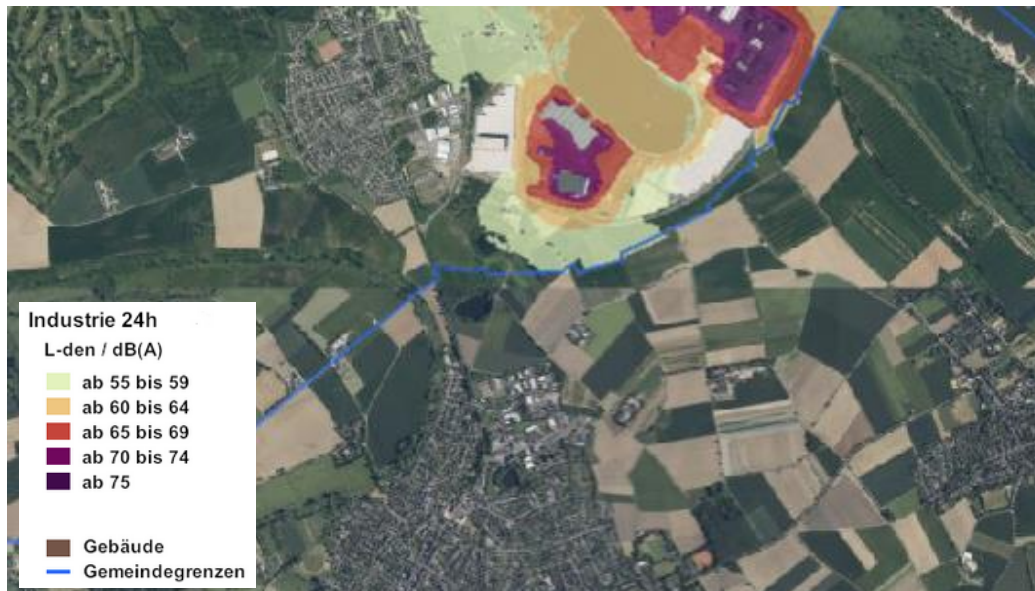 Industrie 24h
L-den / dB(A)
ab 55 bis 59
ab 60 bis 64
ab 65 bis 69
ab 70 bis 74
ab 75
Gebäude
Gemeindegrenzen